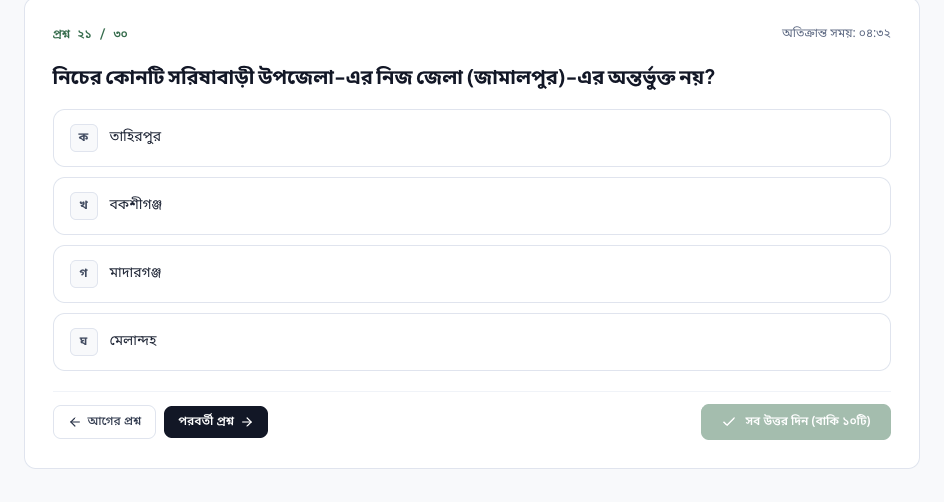 প্রশ্ন ২১ / ৩০
অতিক্রান্ত সময়: ০৪:৩২
নিচের কোনটি সরিষাবাড়ী উপজেলা-এর নিজ জেলা (জামালপুর)-এর অন্তর্ভুক্ত নয়?
ক তাহিরপুর
খ বকশীগঞ্জ
গ মাদারগঞ্জ
ঘ মেলান্দহ
← আগের প্রশ্ন
পরবর্তী প্রশ্ন →
✓ সব উত্তর দিন (বাকি ১০টি)